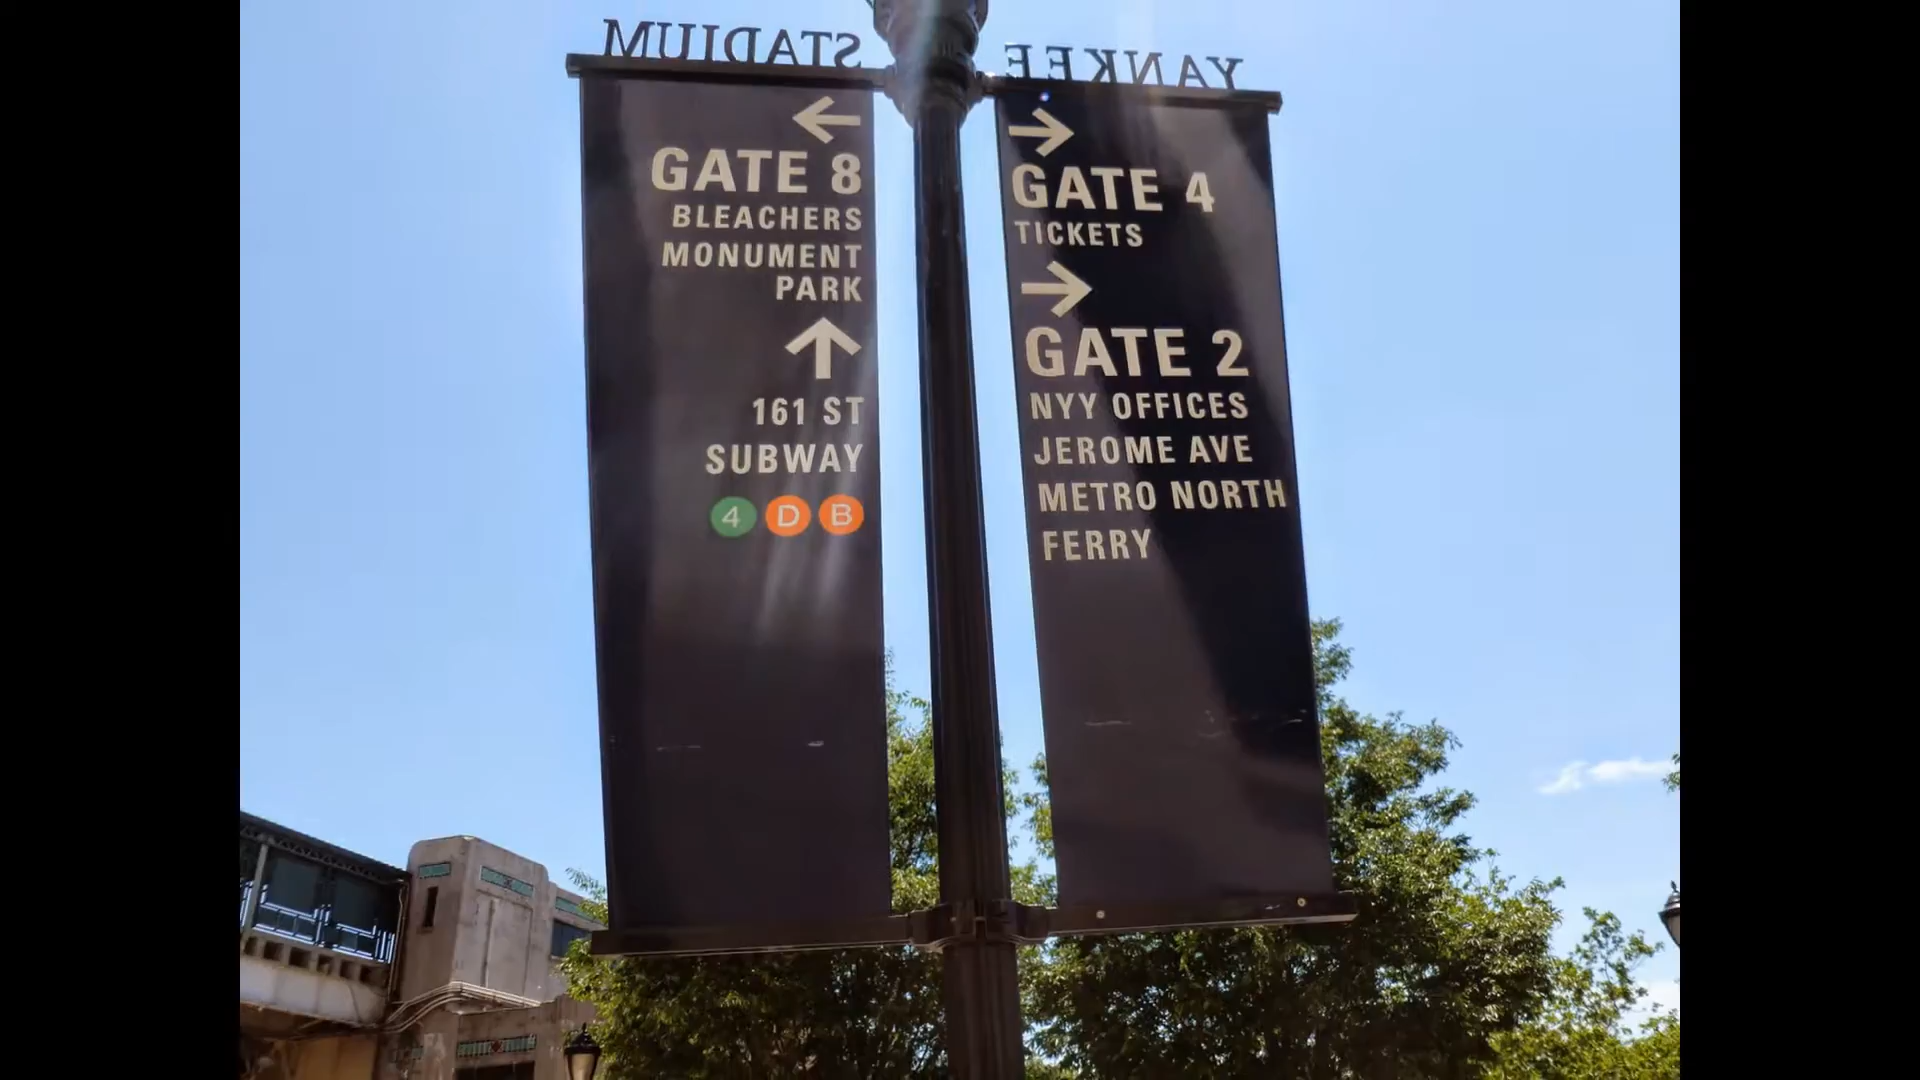 YANKEE STADIUM
GATE 8
BLEACHERS
MONUMENT
PARK
161 ST
SUBWAY
4 D B
GATE 4
TICKETS
GATE 2
NYY OFFICES
JEROME AVE
METRO NORTH
FERRY